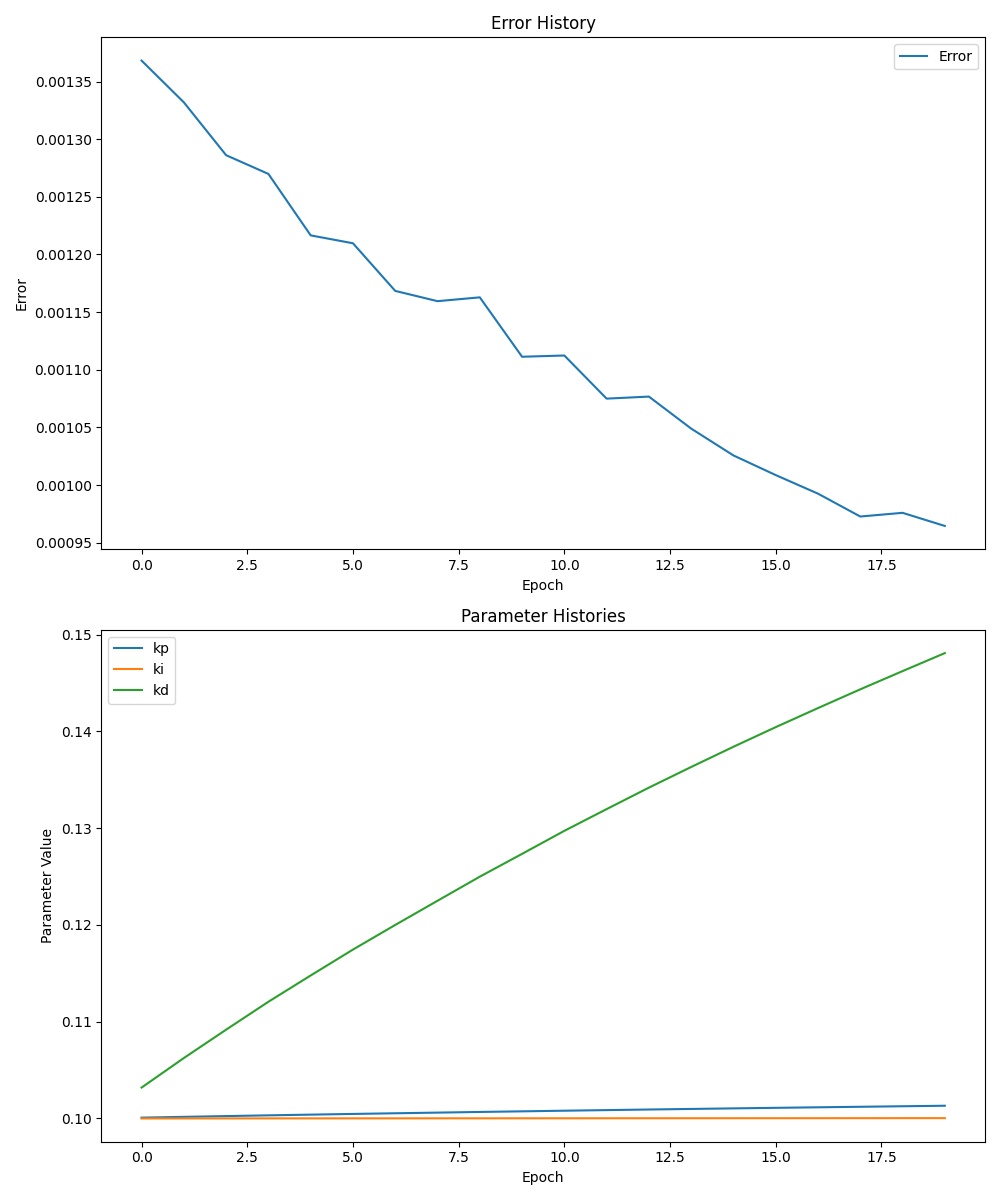 Error History
Error
0.00135
0.00130
0.00125
0.00120
0.00115
0.00110
0.00105
0.00100
0.00095
Error
0.0 2.5 5.0 7.5 10.0 12.5 15.0 17.5
Epoch
Parameter Histories
kp
ki
kd
0.15
0.14
0.13
0.12
0.11
0.10
Parameter Value
0.0 2.5 5.0 7.5 10.0 12.5 15.0 17.5
Epoch